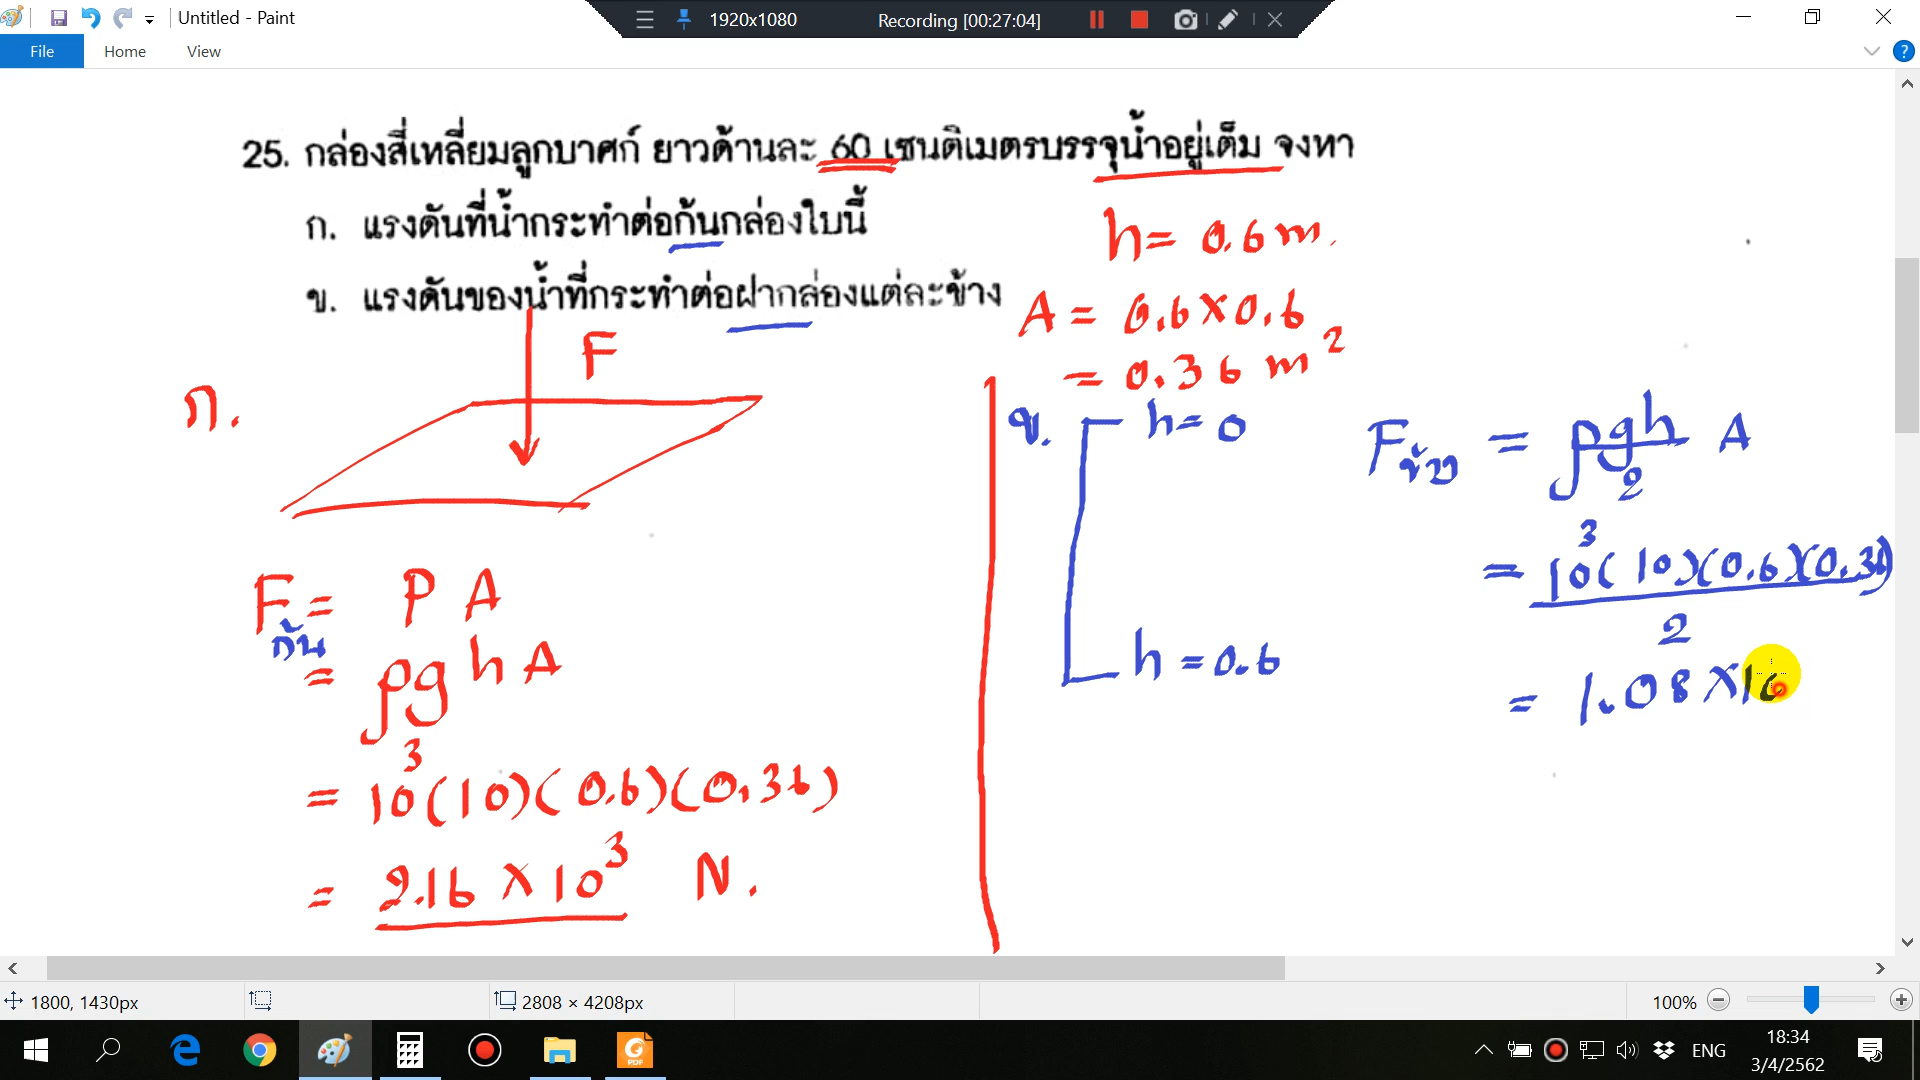 Untitled - Paint
1920x1080
Recording [00:27:04]
File Home View
25. กล่องสี่เหลี่ยมลูกบาศก์ ยาวด้านละ 60 เซนติเมตรบรรจุน้ำอยู่เต็ม จงหา
ก. แรงดันที่น้ำกระทำต่อก้นกล่องใบนี้
ข. แรงดันของน้ำที่กระทำต่อฝากล่องแต่ละข้าง
h = 0.6 m.
A = 0.6 × 0.6
= 0.36 m²
ก.
F
F ก้น = P A
= ρg h A
= 10³(10)(0.6)(0.36)
= 2.16 × 10³ N.
ข.
h = 0
h = 0.6
F ข้าง = ρgh/2 A
= 10³(10)(0.6)(0.36)
2
= 1.08 × 10
1800, 1430px
2808 × 4208px
100%
ENG
18:34
3/4/2562